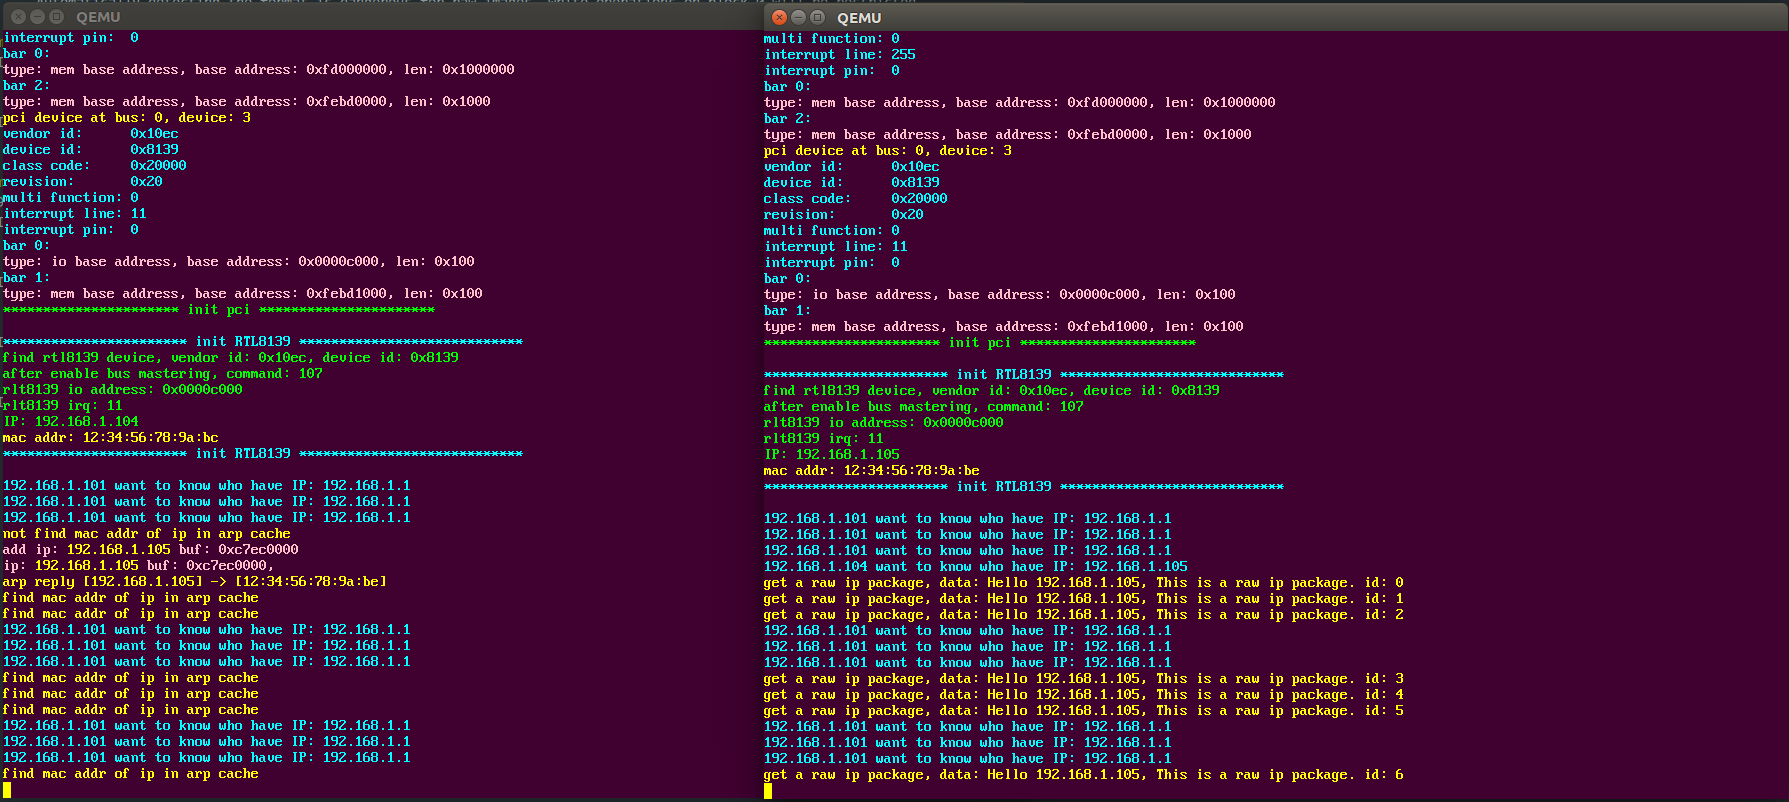 QEMU
interrupt pin:  0
bar 0:
type: mem base address, base address: 0xfd000000, len: 0x1000000
bar 2:
type: mem base address, base address: 0xfebd0000, len: 0x1000
pci device at bus: 0, device: 3
vendor id:      0x10ec
device id:      0x8139
class code:     0x20000
revision:       0x20
multi function: 0
interrupt line: 11
interrupt pin:  0
bar 0:
type: io base address, base address: 0x0000c000, len: 0x100
bar 1:
type: mem base address, base address: 0xfebd1000, len: 0x100
********************** init pci **********************
*********************** init RTL8139 ****************************
find rtl8139 device, vendor id: 0x10ec, device id: 0x8139
after enable bus mastering, command: 107
rlt8139 io address: 0x0000c000
rlt8139 irq: 11
IP: 192.168.1.104
mac addr: 12:34:56:78:9a:bc
*********************** init RTL8139 ****************************
192.168.1.101 want to know who have IP: 192.168.1.1
192.168.1.101 want to know who have IP: 192.168.1.1
192.168.1.101 want to know who have IP: 192.168.1.1
not find mac addr of ip in arp cache
add ip: 192.168.1.105 buf: 0xc7ec0000
ip: 192.168.1.105 buf: 0xc7ec0000,
arp reply [192.168.1.105] -> [12:34:56:78:9a:be]
find mac addr of ip in arp cache
find mac addr of ip in arp cache
192.168.1.101 want to know who have IP: 192.168.1.1
192.168.1.101 want to know who have IP: 192.168.1.1
192.168.1.101 want to know who have IP: 192.168.1.1
find mac addr of ip in arp cache
find mac addr of ip in arp cache
find mac addr of ip in arp cache
192.168.1.101 want to know who have IP: 192.168.1.1
192.168.1.101 want to know who have IP: 192.168.1.1
192.168.1.101 want to know who have IP: 192.168.1.1
find mac addr of ip in arp cache
QEMU
multi function: 0
interrupt line: 255
interrupt pin:  0
bar 0:
type: mem base address, base address: 0xfd000000, len: 0x1000000
bar 2:
type: mem base address, base address: 0xfebd0000, len: 0x1000
pci device at bus: 0, device: 3
vendor id:      0x10ec
device id:      0x8139
class code:     0x20000
revision:       0x20
multi function: 0
interrupt line: 11
interrupt pin:  0
bar 0:
type: io base address, base address: 0x0000c000, len: 0x100
bar 1:
type: mem base address, base address: 0xfebd1000, len: 0x100
********************** init pci **********************
*********************** init RTL8139 ****************************
find rtl8139 device, vendor id: 0x10ec, device id: 0x8139
after enable bus mastering, command: 107
rlt8139 io address: 0x0000c000
rlt8139 irq: 11
IP: 192.168.1.105
mac addr: 12:34:56:78:9a:be
*********************** init RTL8139 ****************************
192.168.1.101 want to know who have IP: 192.168.1.1
192.168.1.101 want to know who have IP: 192.168.1.1
192.168.1.101 want to know who have IP: 192.168.1.1
192.168.1.104 want to know who have IP: 192.168.1.105
get a raw ip package, data: Hello 192.168.1.105, This is a raw ip package. id: 0
get a raw ip package, data: Hello 192.168.1.105, This is a raw ip package. id: 1
get a raw ip package, data: Hello 192.168.1.105, This is a raw ip package. id: 2
192.168.1.101 want to know who have IP: 192.168.1.1
192.168.1.101 want to know who have IP: 192.168.1.1
192.168.1.101 want to know who have IP: 192.168.1.1
get a raw ip package, data: Hello 192.168.1.105, This is a raw ip package. id: 3
get a raw ip package, data: Hello 192.168.1.105, This is a raw ip package. id: 4
get a raw ip package, data: Hello 192.168.1.105, This is a raw ip package. id: 5
192.168.1.101 want to know who have IP: 192.168.1.1
192.168.1.101 want to know who have IP: 192.168.1.1
192.168.1.101 want to know who have IP: 192.168.1.1
get a raw ip package, data: Hello 192.168.1.105, This is a raw ip package. id: 6